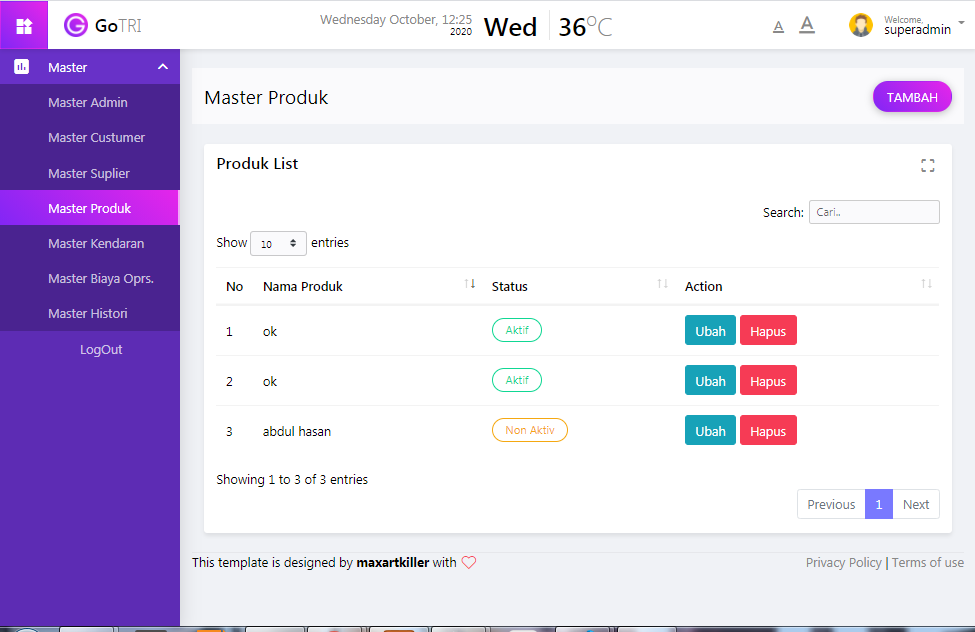 GoTRI
Wednesday October, 12:25
2020
Wed
36°C
A A
Welcome,
superadmin
Master
Master Admin
Master Custumer
Master Suplier
Master Produk
Master Kendaran
Master Biaya Oprs.
Master Histori
LogOut
Master Produk
TAMBAH
Produk List
Search: Cari..
Show 10 entries
No Nama Produk Status Action
1 ok Aktif Ubah Hapus
2 ok Aktif Ubah Hapus
3 abdul hasan Non Aktiv Ubah Hapus
Showing 1 to 3 of 3 entries
Previous 1 Next
This template is designed by maxartkiller with
Privacy Policy | Terms of use